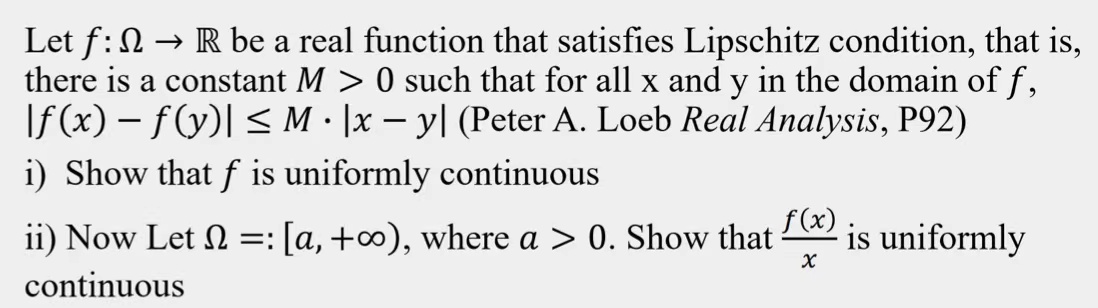 Let f: Ω → ℝ be a real function that satisfies Lipschitz condition, that is,
there is a constant M > 0 such that for all x and y in the domain of f,
|f(x) − f(y)| ≤ M · |x − y| (Peter A. Loeb Real Analysis, P92)
i) Show that f is uniformly continuous
ii) Now Let Ω =: [a, +∞), where a > 0. Show that f(x)/x is uniformly
continuous